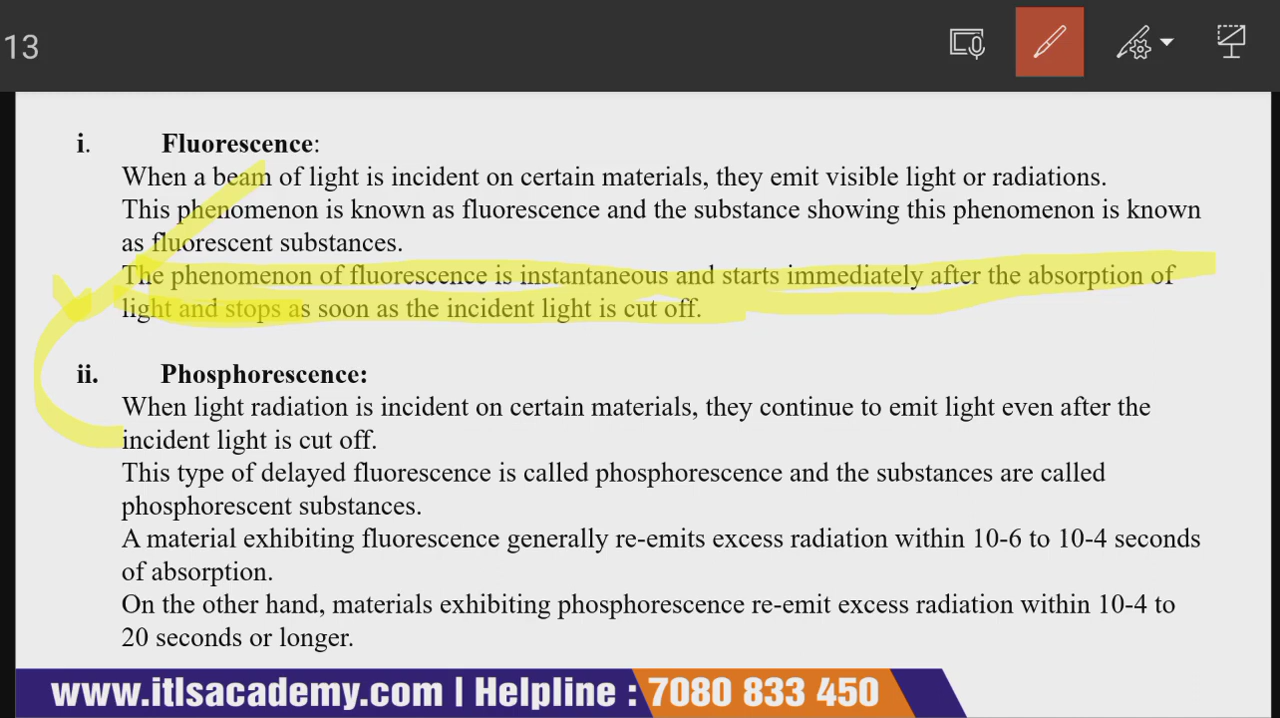 13
i. Fluorescence:
When a beam of light is incident on certain materials, they emit visible light or radiations.
This phenomenon is known as fluorescence and the substance showing this phenomenon is known
as fluorescent substances.
The phenomenon of fluorescence is instantaneous and starts immediately after the absorption of
light and stops as soon as the incident light is cut off.
ii. Phosphorescence:
When light radiation is incident on certain materials, they continue to emit light even after the
incident light is cut off.
This type of delayed fluorescence is called phosphorescence and the substances are called
phosphorescent substances.
A material exhibiting fluorescence generally re-emits excess radiation within 10-6 to 10-4 seconds
of absorption.
On the other hand, materials exhibiting phosphorescence re-emit excess radiation within 10-4 to
20 seconds or longer.
www.itlsacademy.com | Helpline : 7080 833 450